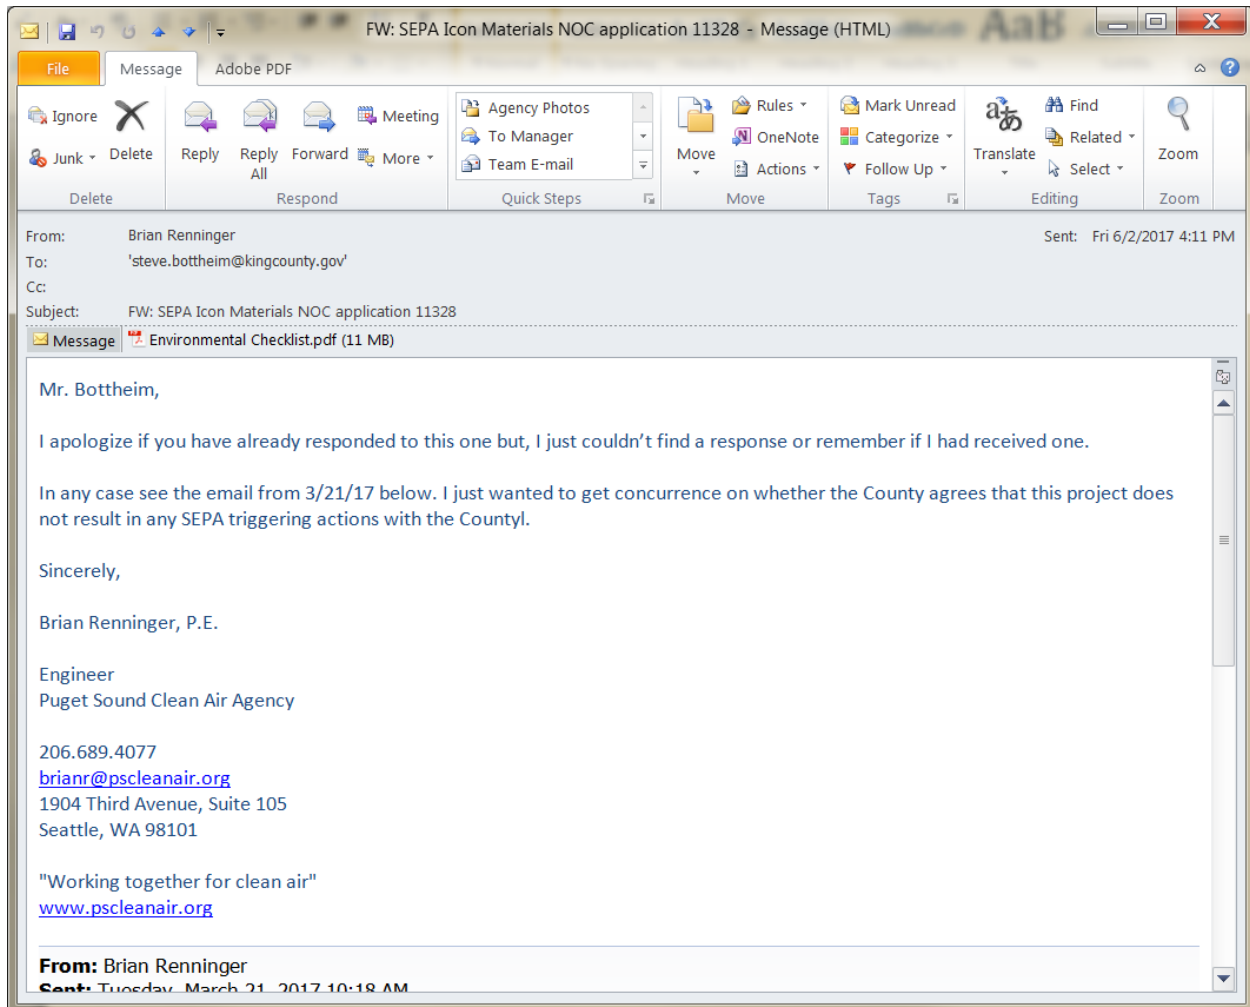 FW: SEPA Icon Materials NOC application 11328 - Message (HTML)
File Message Adobe PDF
Ignore
Junk
Delete
Delete
Reply
Reply All
Forward
Meeting
More
Respond
Agency Photos
To Manager
Team E-mail
Quick Steps
Move
Rules
OneNote
Actions
Move
Mark Unread
Categorize
Follow Up
Tags
Translate
Find
Related
Select
Editing
Zoom
Zoom
From: Brian Renninger Sent: Fri 6/2/2017 4:11 PM
To: 'steve.bottheim@kingcounty.gov'
Cc:
Subject: FW: SEPA Icon Materials NOC application 11328
Message Environmental Checklist.pdf (11 MB)
Mr. Bottheim,
I apologize if you have already responded to this one but, I just couldn't find a response or remember if I had received one.
In any case see the email from 3/21/17 below. I just wanted to get concurrence on whether the County agrees that this project does
not result in any SEPA triggering actions with the Countyl.
Sincerely,
Brian Renninger, P.E.
Engineer
Puget Sound Clean Air Agency
206.689.4077
brianr@pscleanair.org
1904 Third Avenue, Suite 105
Seattle, WA 98101
"Working together for clean air"
www.pscleanair.org
From: Brian Renninger
Sent: Tuesday, March 21, 2017 10:18 AM